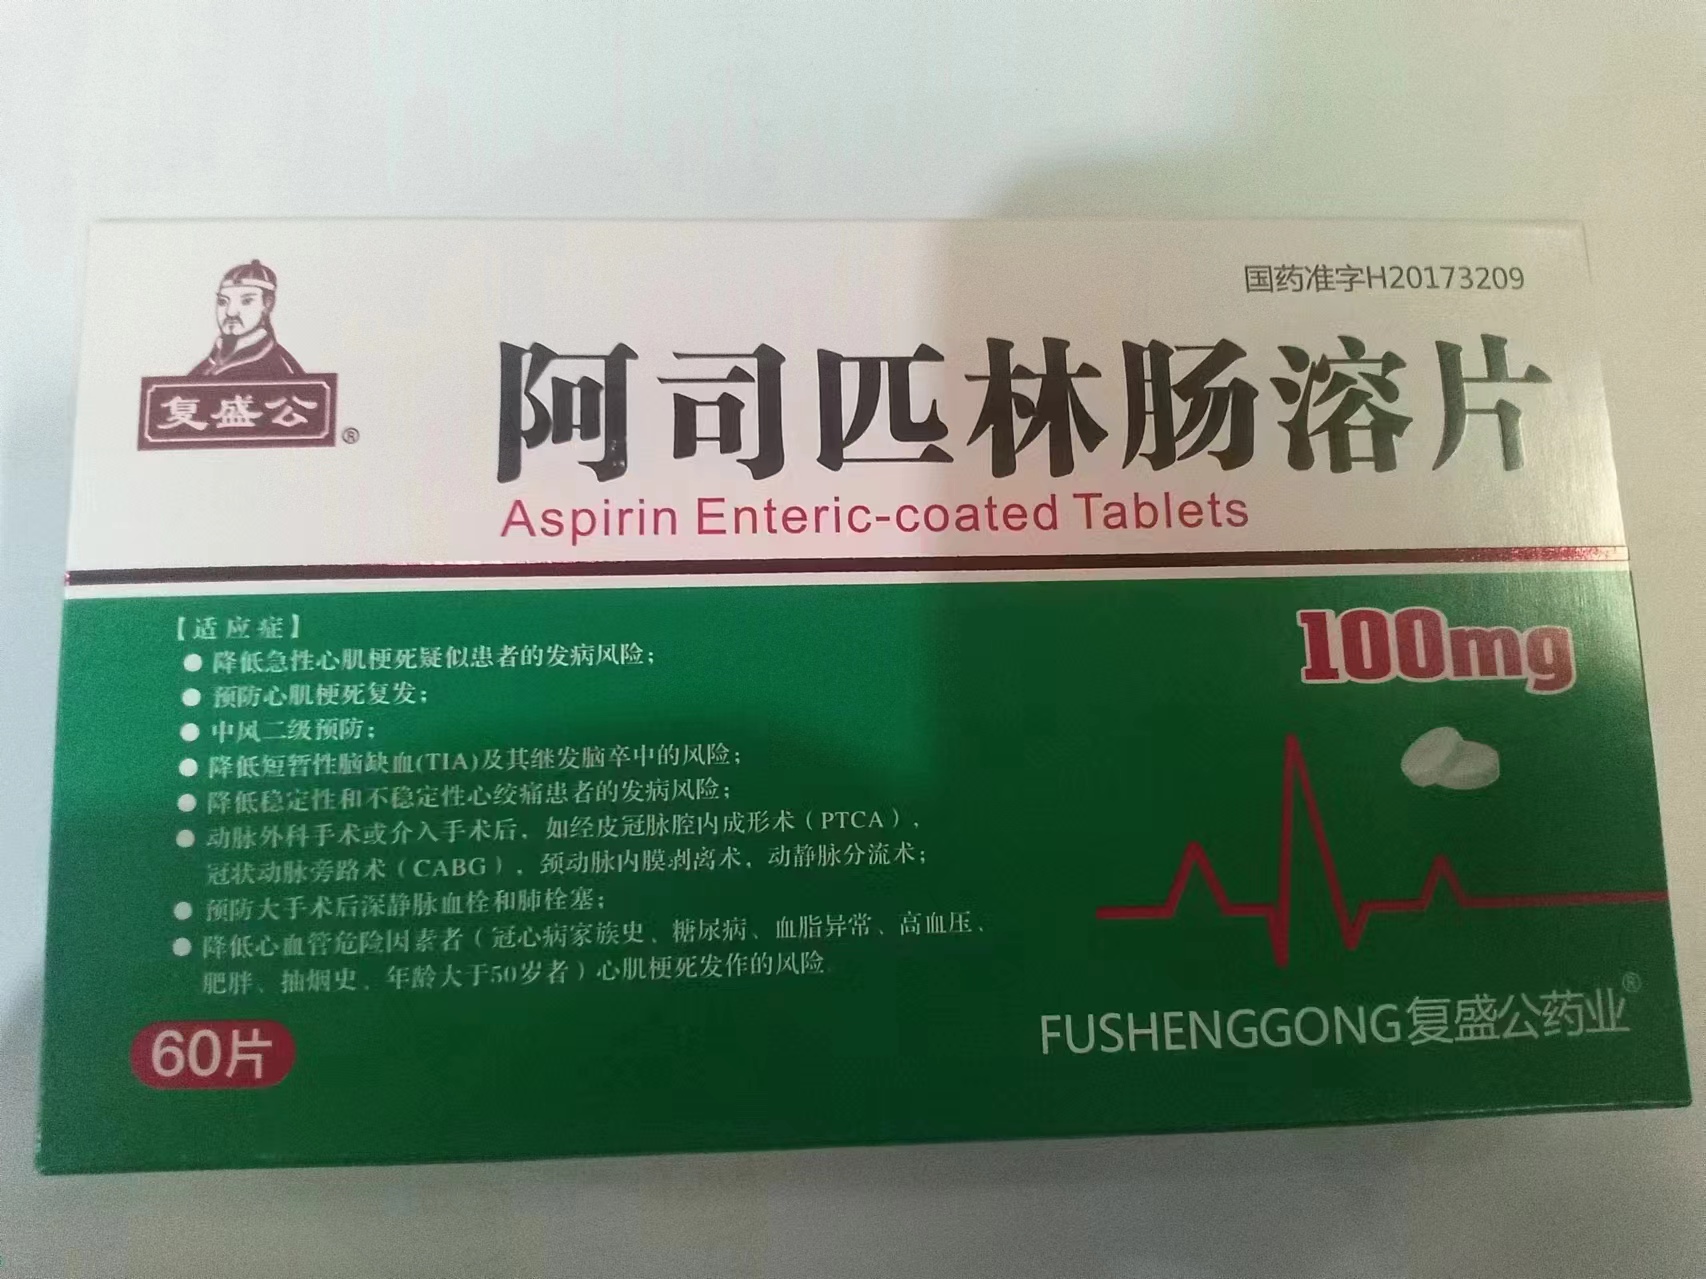 国药准字H20173209
复盛公®
阿司匹林肠溶片
Aspirin Enteric-coated Tablets
【适应症】
● 降低急性心肌梗死疑似患者的发病风险；
● 预防心肌梗死复发；
● 中风二级预防；
● 降低短暂性脑缺血(TIA)及其继发脑卒中的风险；
● 降低稳定性和不稳定性心绞痛患者的发病风险；
● 动脉外科手术或介入手术后，如经皮冠脉腔内成形术（PTCA），
冠状动脉旁路术（CABG），颈动脉内膜剥离术，动静脉分流术；
● 预防大手术后深静脉血栓和肺栓塞；
● 降低心血管危险因素者（冠心病家族史、糖尿病、血脂异常、高血压、
肥胖、抽烟史、年龄大于50岁者）心肌梗死发作的风险
100mg
60片
FUSHENGGONG复盛公药业®